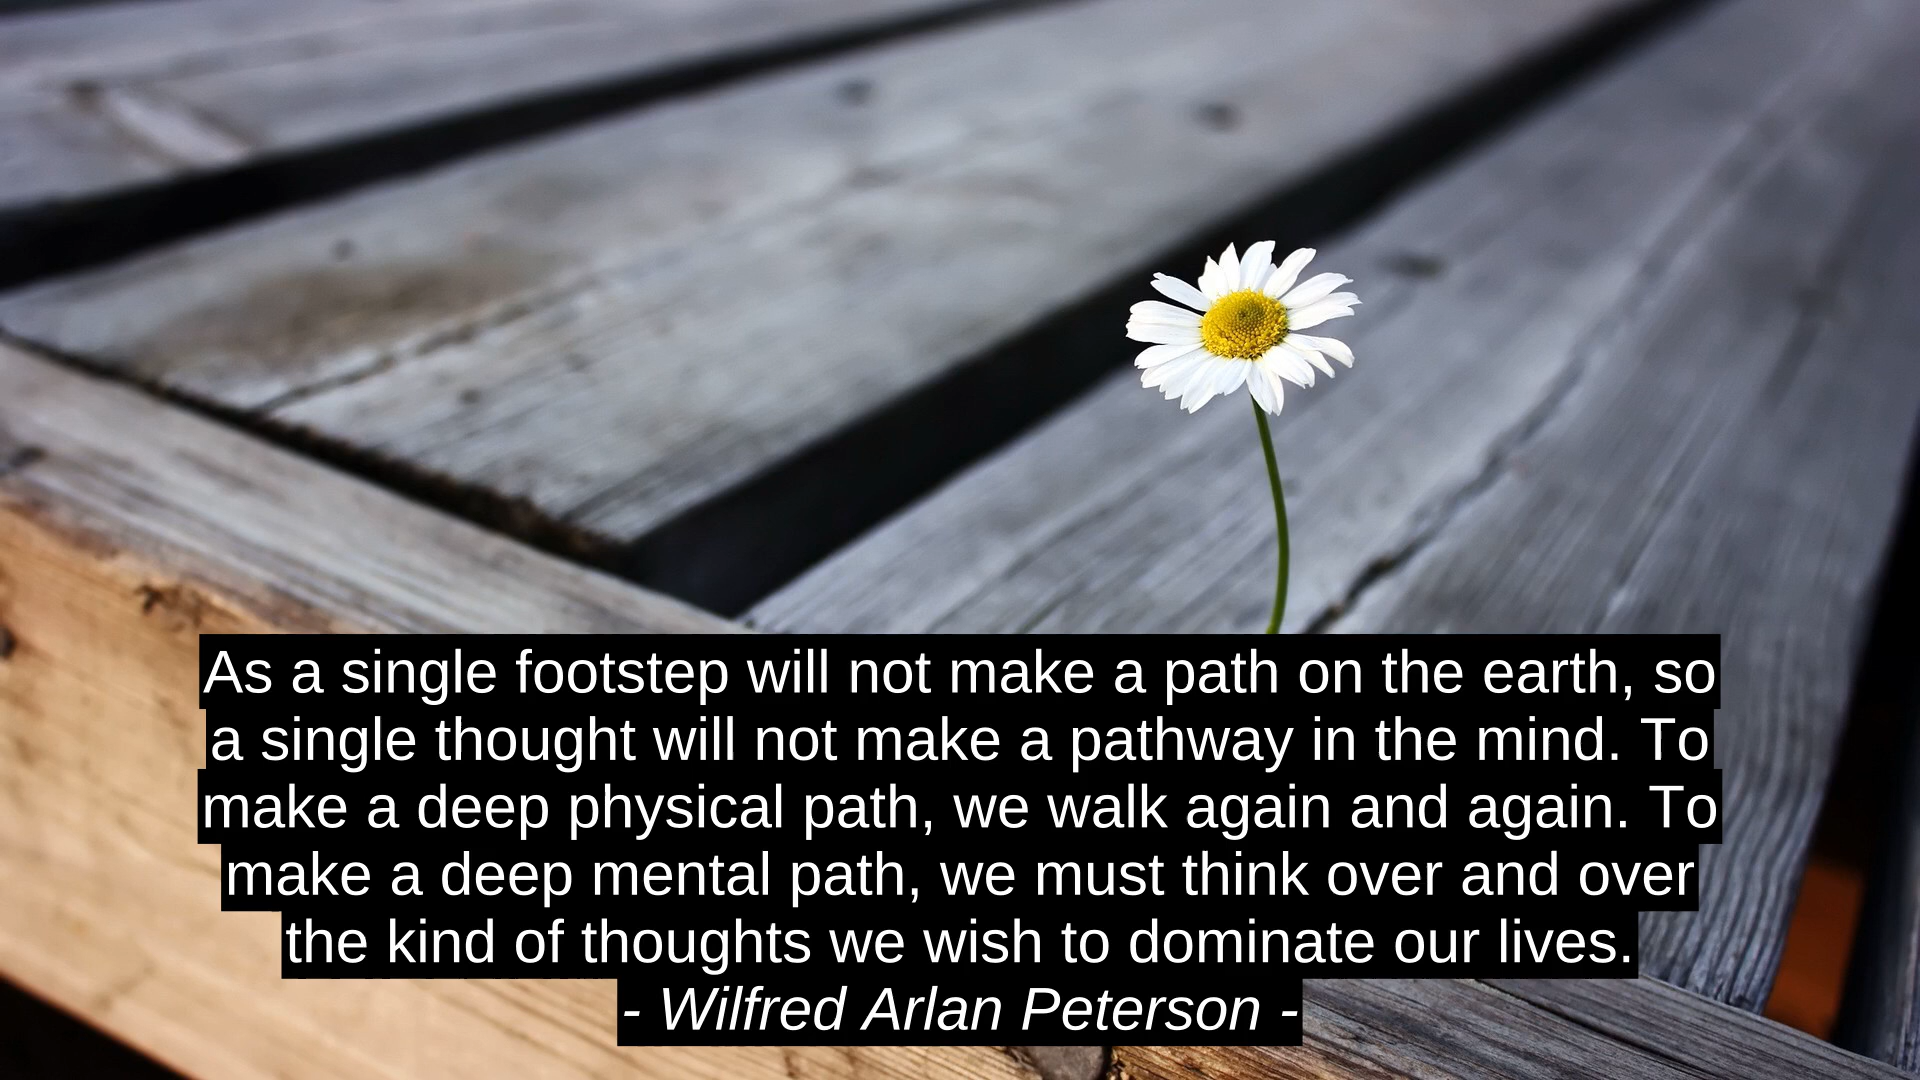 As a single footstep will not make a path on the earth, so
a single thought will not make a pathway in the mind. To
make a deep physical path, we walk again and again. To
make a deep mental path, we must think over and over
the kind of thoughts we wish to dominate our lives.
- Wilfred Arlan Peterson -